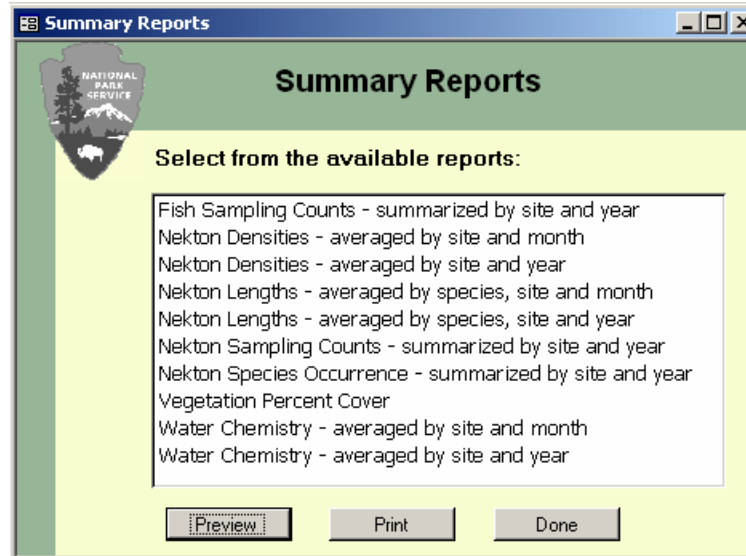 Summary Reports
NATIONAL
PARK
SERVICE
Summary Reports
Select from the available reports:
Fish Sampling Counts - summarized by site and year
Nekton Densities - averaged by site and month
Nekton Densities - averaged by site and year
Nekton Lengths - averaged by species, site and month
Nekton Lengths - averaged by species, site and year
Nekton Sampling Counts - summarized by site and year
Nekton Species Occurrence - summarized by site and year
Vegetation Percent Cover
Water Chemistry - averaged by site and month
Water Chemistry - averaged by site and year
Preview Print Done